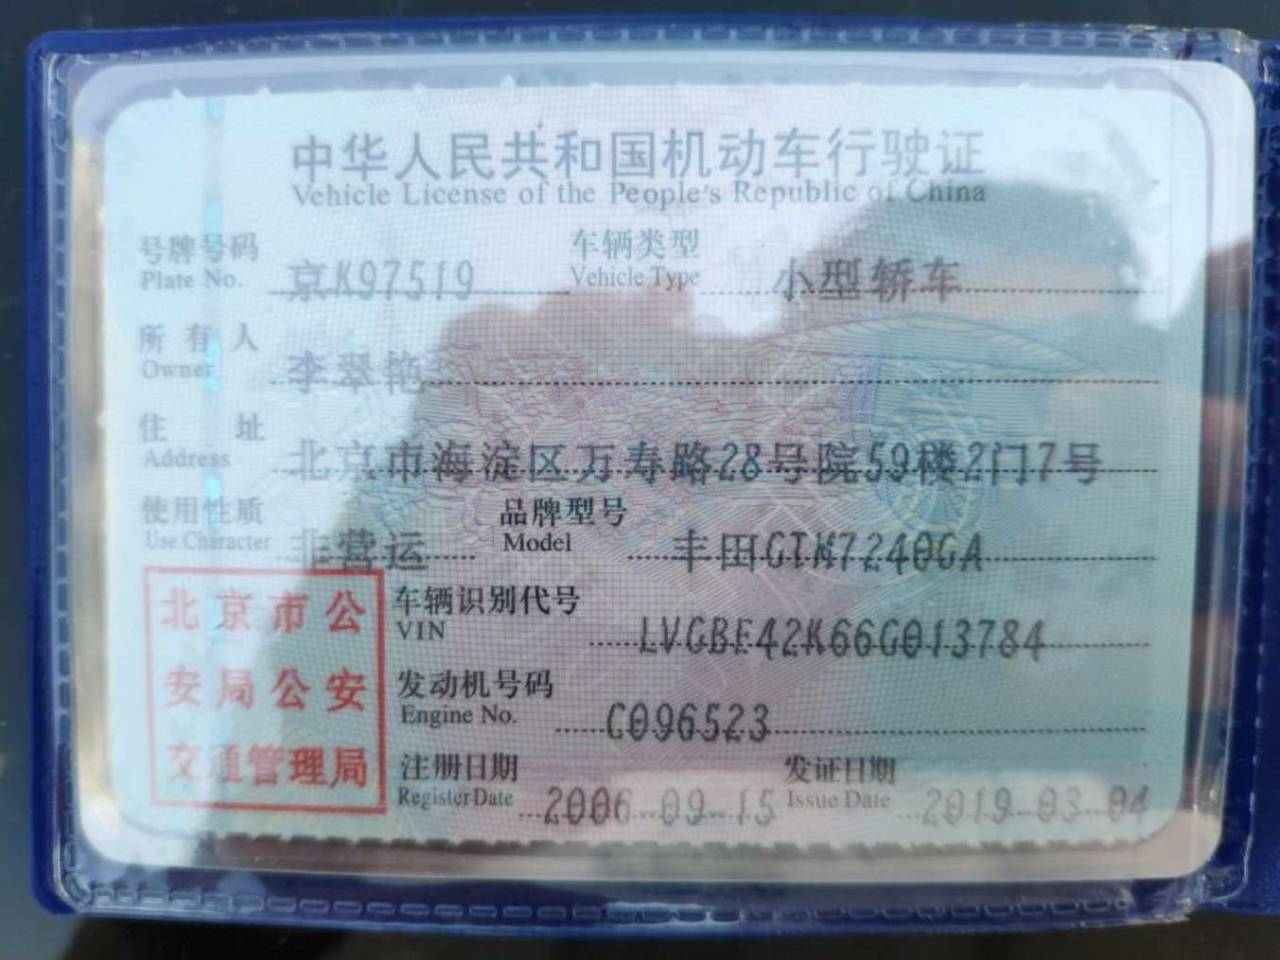 中华人民共和国机动车行驶证
Vehicle License of the People's Republic of China
号牌号码 京K97519 车辆类型 小型轿车
Plate No. Vehicle Type
所有人 李翠艳
Owner
住址 北京市海淀区万寿路28号院59楼2门7号
Address
使用性质 非营运 品牌型号 丰田GTM7240GA
Use Character Model
北京市公
安局公安
交通管理局
车辆识别代号 LVGBE42K66G013784
VIN
发动机号码 C096523
Engine No.
注册日期 2006-09-15 发证日期 2019-03-04
Register Date Issue Date